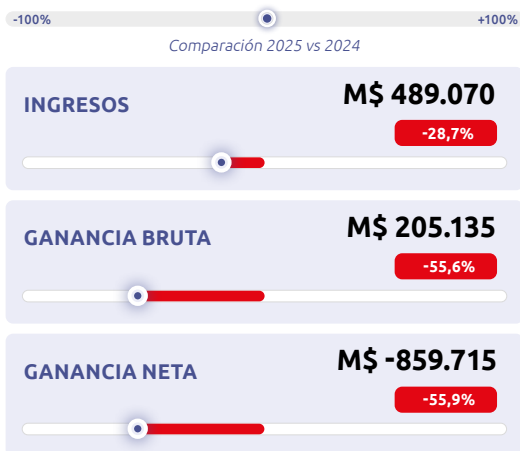 -100% +100%
Comparación 2025 vs 2024
INGRESOS M$ 489.070
-28,7%
GANANCIA BRUTA M$ 205.135
-55,6%
GANANCIA NETA M$ -859.715
-55,9%